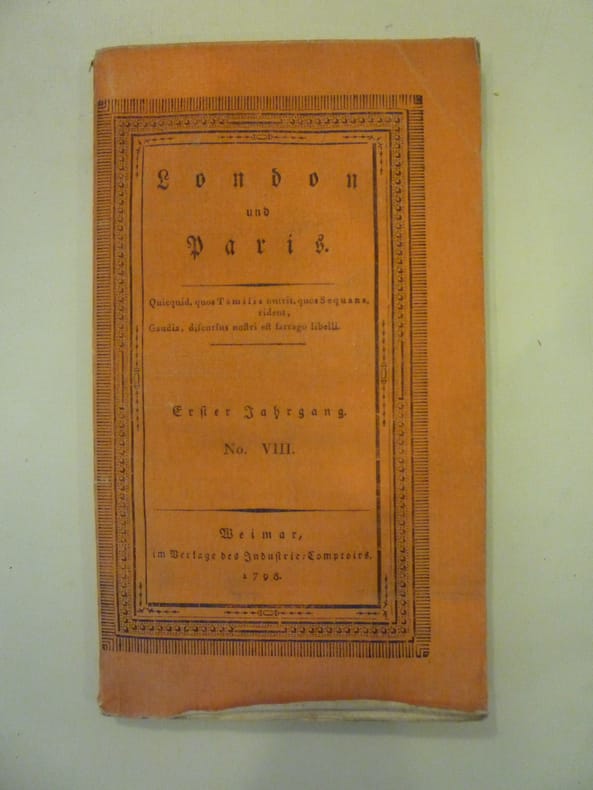 London
und
Paris.
Quicquid, quos Tamisis nutrit, quos Sequana,
rident,
Gaudia, discursus nostri est farrago libelli.
Erster Jahrgang.
No. VIII.
Weimar,
im Verlage des Industrie-Comptoirs.
1798.